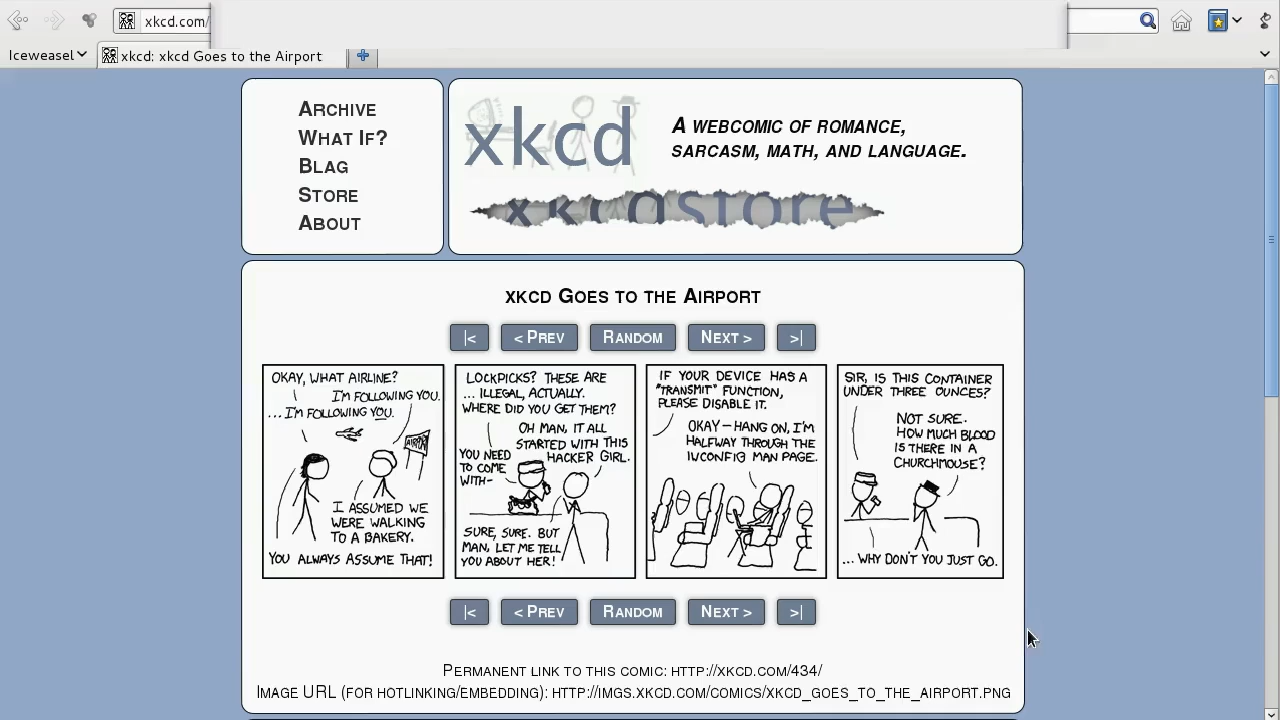 xkcd.com/
Iceweasel
xkcd: xkcd Goes to the Airport
Archive
What If?
Blag
Store
About
xkcd
A webcomic of romance,
sarcasm, math, and language.
xkcd store
xkcd Goes to the Airport
|<
< Prev
Random
Next >
>|
OKAY, WHAT AIRLINE?
I'M FOLLOWING YOU.
...I'M FOLLOWING YOU.
AIRPORT
I ASSUMED WE
WERE WALKING
TO A BAKERY.
YOU ALWAYS ASSUME THAT!
LOCKPICKS? THESE ARE
... ILLEGAL, ACTUALLY.
WHERE DID YOU GET THEM?
OH MAN, IT ALL
STARTED WITH THIS
HACKER GIRL.
YOU NEED
TO COME
WITH-
SURE, SURE. BUT
MAN, LET ME TELL
YOU ABOUT HER!
IF YOUR DEVICE HAS A
"TRANSMIT" FUNCTION,
PLEASE DISABLE IT.
OKAY—HANG ON, I'M
HALFWAY THROUGH THE
IWCONFIG MAN PAGE.
SIR, IS THIS CONTAINER
UNDER THREE OUNCES?
NOT SURE.
HOW MUCH BLOOD
IS THERE IN A
CHURCHMOUSE?
... WHY DON'T YOU JUST GO.
|<
< Prev
Random
Next >
>|
Permanent link to this comic: http://xkcd.com/434/
Image URL (for hotlinking/embedding): http://imgs.xkcd.com/comics/xkcd_goes_to_the_airport.png